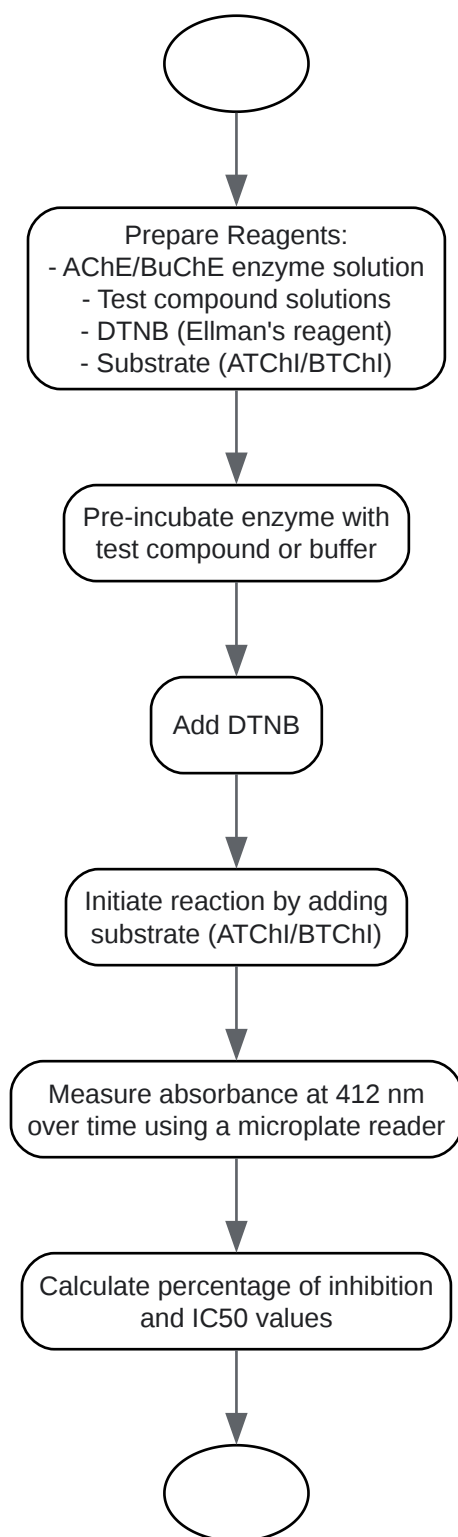 Prepare Reagents:
- AChE/BuChE enzyme solution
- Test compound solutions
- DTNB (Ellman's reagent)
- Substrate (ATChI/BTChI)
Pre-incubate enzyme with
test compound or buffer
Add DTNB
Initiate reaction by adding
substrate (ATChI/BTChI)
Measure absorbance at 412 nm
over time using a microplate reader
Calculate percentage of inhibition
and IC50 values